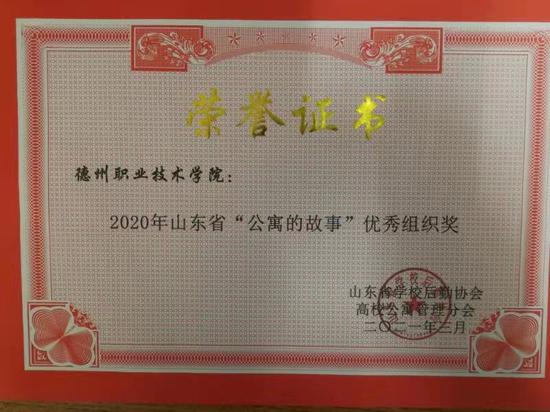 荣誉证书
德州职业技术学院：
2020年山东省“公寓的故事”优秀组织奖
山东省学校后勤协会
高校公寓管理分会
二〇二一年三月